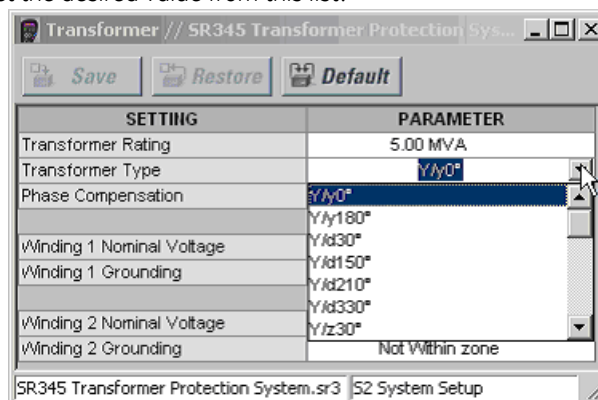 Transformer // SR345 Transformer Protection Sys...
Save Restore Default
SETTING PARAMETER
Transformer Rating 5.00 MVA
Transformer Type Y/y0°
Phase Compensation Y/y0°
Y/y180°
Winding 1 Nominal Voltage Y/d30°
Winding 1 Grounding Y/d150°
Y/d210°
Winding 2 Nominal Voltage Y/d330°
Y/z30°
Winding 2 Grounding Not Within zone
SR345 Transformer Protection System.sr3 S2 System Setup